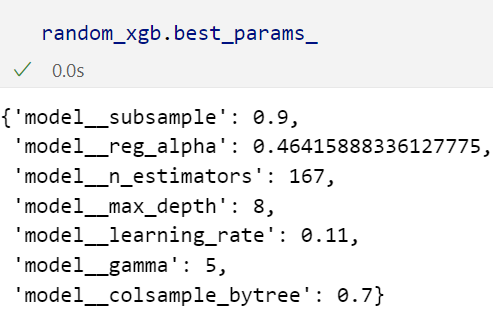 random_xgb.best_params_
✓ 0.0s
{'model__subsample': 0.9,
'model__reg_alpha': 0.46415888336127775,
'model__n_estimators': 167,
'model__max_depth': 8,
'model__learning_rate': 0.11,
'model__gamma': 5,
'model__colsample_bytree': 0.7}